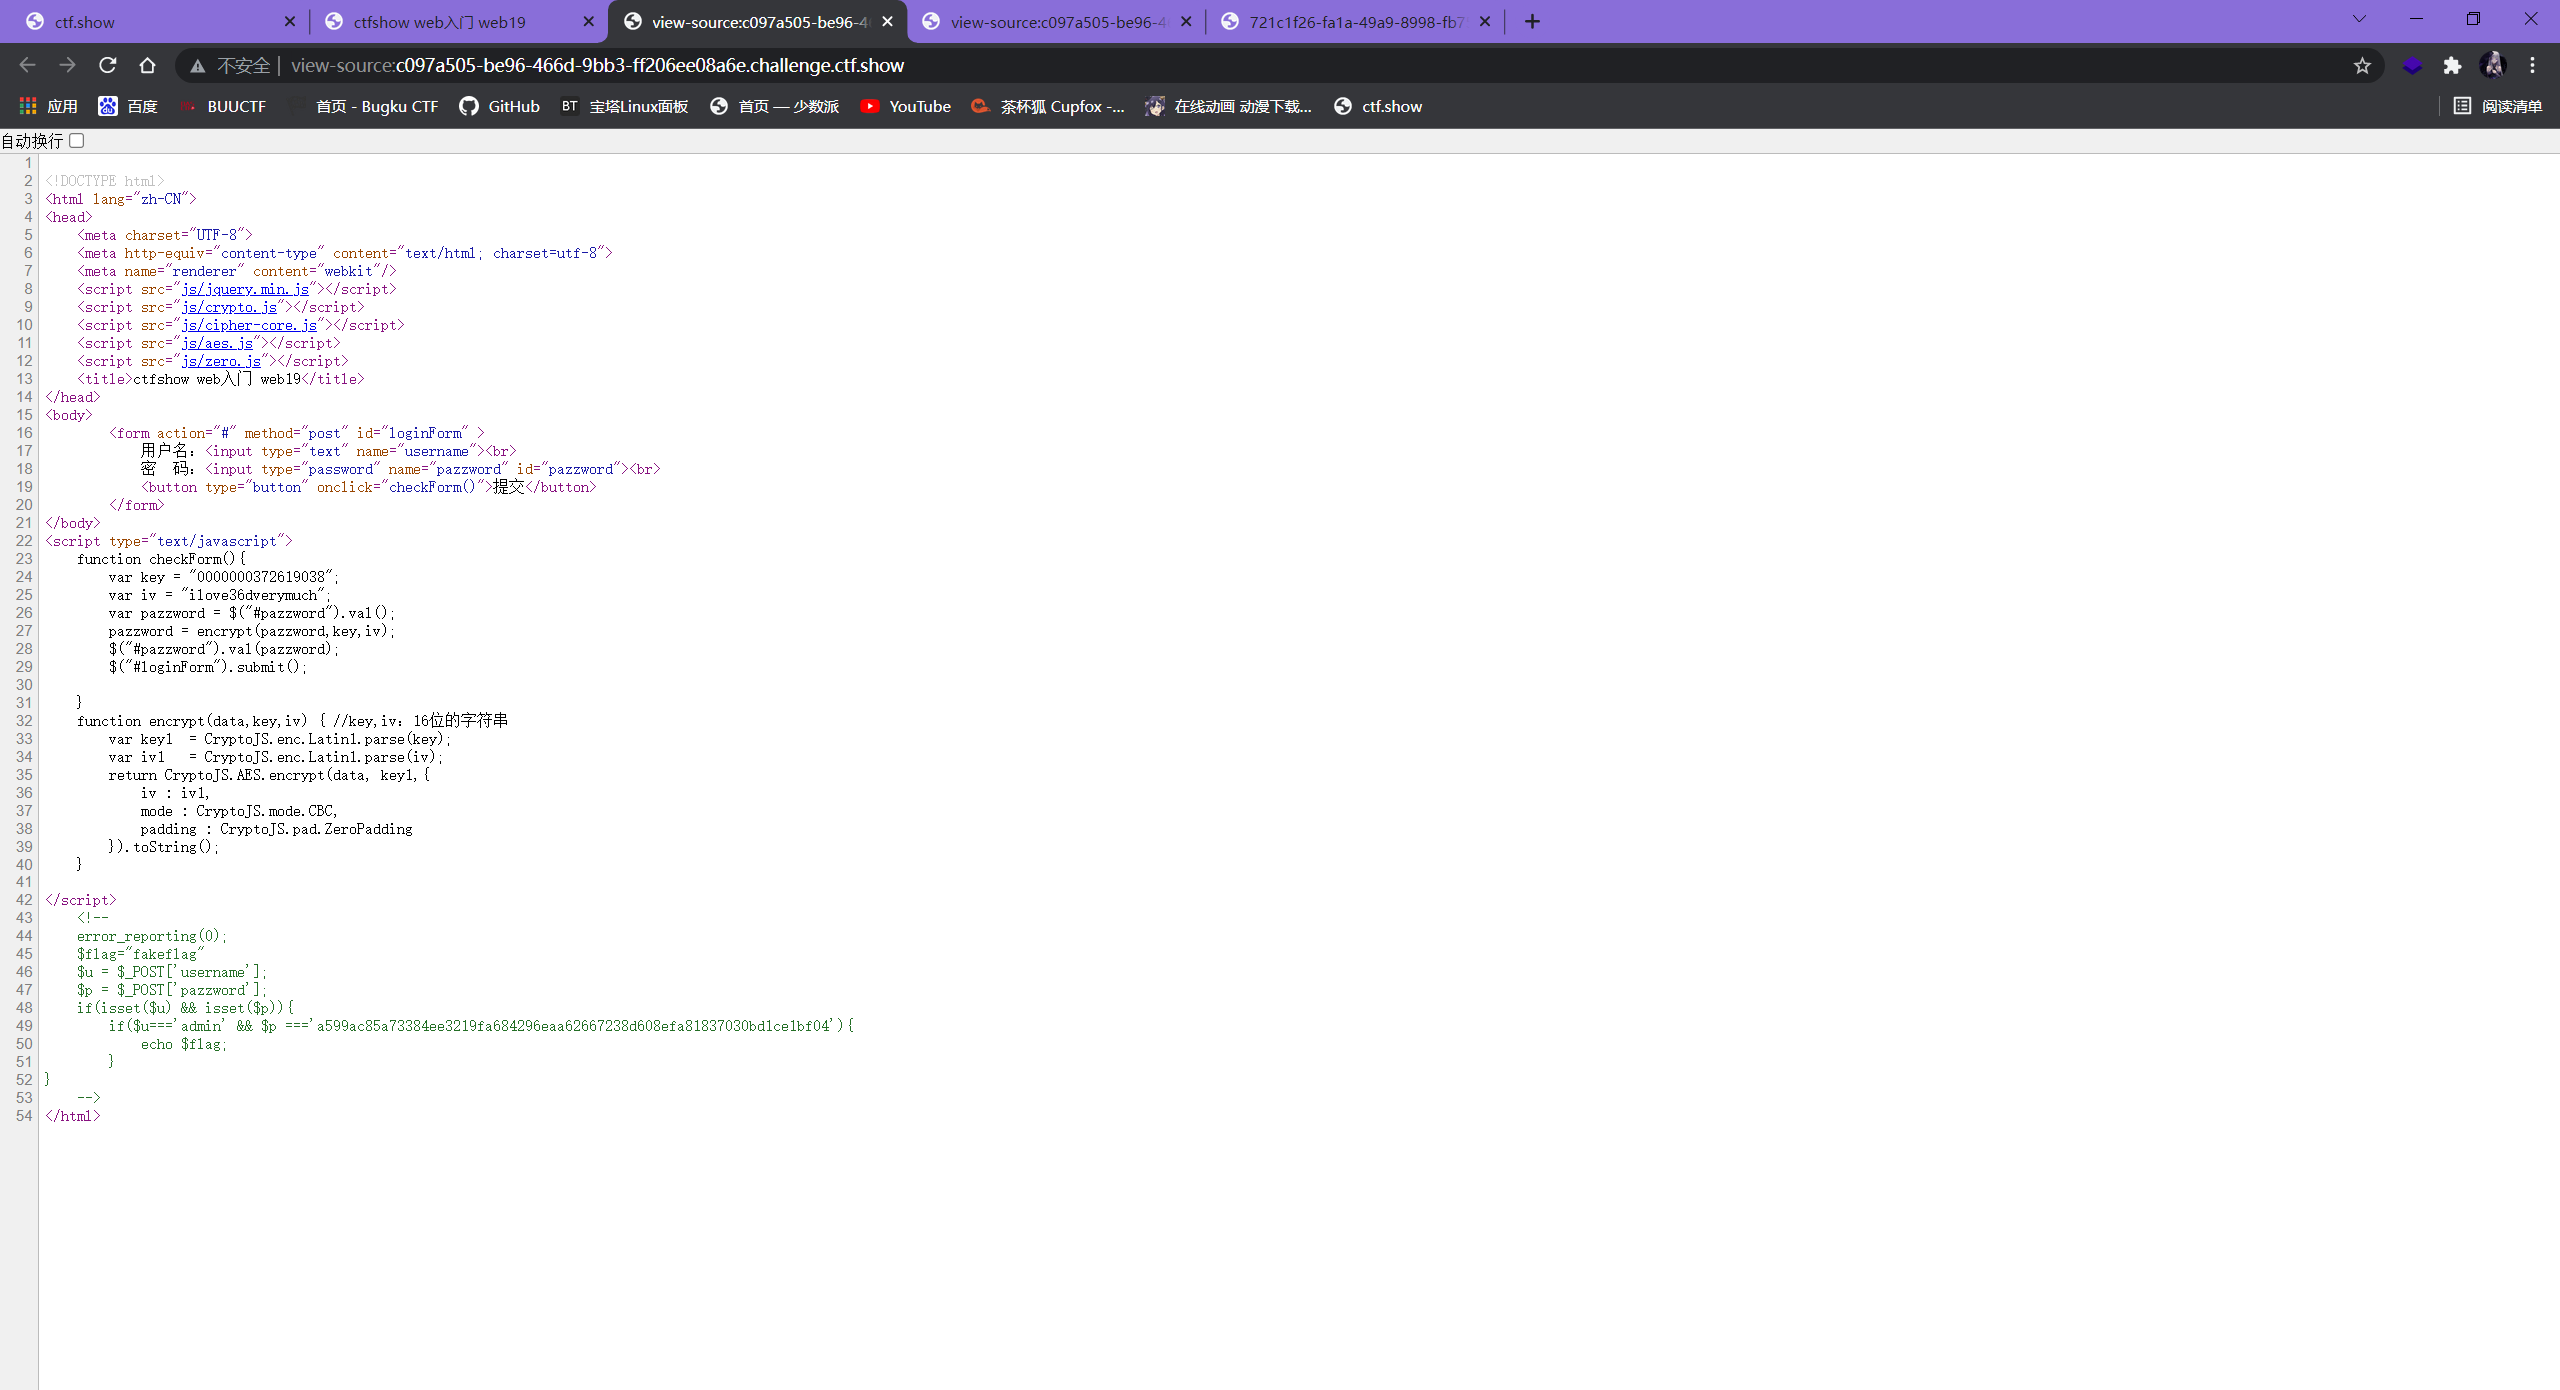 ctf.show
ctfshow web入门 web19
view-source:c097a505-be96-4
view-source:c097a505-be96-4
721c1f26-fa1a-49a9-8998-fb7
不安全 | view-source:c097a505-be96-466d-9bb3-ff206ee08a6e.challenge.ctf.show
应用 百度 BUUCTF 首页 - Bugku CTF GitHub BT 宝塔Linux面板 首页 — 少数派 YouTube 茶杯狐 Cupfox -... 在线动画 动漫下载... ctf.show 阅读清单
自动换行
1
2 <!DOCTYPE html>
3 <html lang="zh-CN">
4 <head>
5     <meta charset="UTF-8">
6     <meta http-equiv="content-type" content="text/html; charset=utf-8">
7     <meta name="renderer" content="webkit"/>
8     <script src="js/jquery.min.js"></script>
9     <script src="js/crypto.js"></script>
10     <script src="js/cipher-core.js"></script>
11     <script src="js/aes.js"></script>
12     <script src="js/zero.js"></script>
13     <title>ctfshow web入门 web19</title>
14 </head>
15 <body>
16         <form action="#" method="post" id="loginForm" >
17             用户名：<input type="text" name="username"><br>
18             密  码：<input type="password" name="pazzword" id="pazzword"><br>
19             <button type="button" onclick="checkForm()">提交</button>
20         </form>
21 </body>
22 <script type="text/javascript">
23     function checkForm(){
24         var key = "0000000372619038";
25         var iv = "ilove36dverymuch";
26         var pazzword = $("#pazzword").val();
27         pazzword = encrypt(pazzword,key,iv);
28         $("#pazzword").val(pazzword);
29         $("#loginForm").submit();
30
31     }
32     function encrypt(data,key,iv) { //key,iv：16位的字符串
33         var key1  = CryptoJS.enc.Latin1.parse(key);
34         var iv1   = CryptoJS.enc.Latin1.parse(iv);
35         return CryptoJS.AES.encrypt(data, key1,{
36             iv : iv1,
37             mode : CryptoJS.mode.CBC,
38             padding : CryptoJS.pad.ZeroPadding
39         }).toString();
40     }
41
42 </script>
43     <!--
44     error_reporting(0);
45     $flag="fakeflag"
46     $u = $_POST['username'];
47     $p = $_POST['pazzword'];
48     if(isset($u) && isset($p)){
49         if($u==='admin' && $p ==='a599ac85a73384ee3219fa684296eaa62667238d608efa81837030bd1ce1bf04'){
50             echo $flag;
51         }
52 }
53     -->
54 </html>